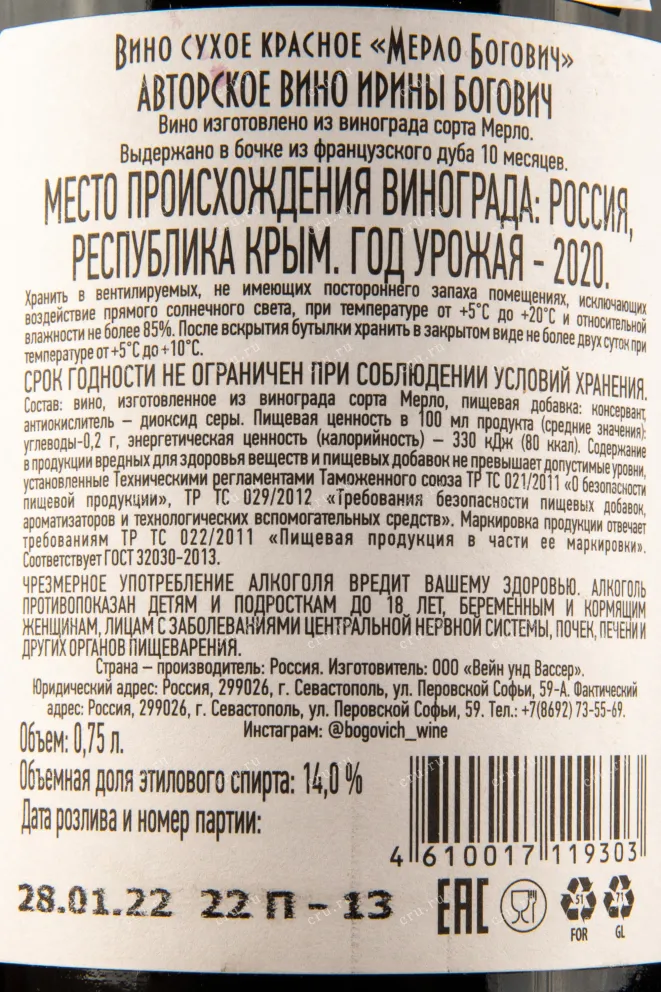 Вино сухое красное «Мерло Богович»
АВТОРСКОЕ ВИНО ИРИНЫ БОГОВИЧ
Вино изготовлено из винограда сорта Мерло.
Выдержано в бочке из французского дуба 10 месяцев.
МЕСТО ПРОИСХОЖДЕНИЯ ВИНОГРАДА: РОССИЯ,
РЕСПУБЛИКА КРЫМ. ГОД УРОЖАЯ - 2020.
Хранить в вентилируемых, не имеющих постороннего запаха помещениях, исключающих
воздействие прямого солнечного света, при температуре от +5°С до +20°С и относительной
влажности не более 85%. После вскрытия бутылки хранить в закрытом виде не более двух суток при
температуре от +5°С до +10°С.
СРОК ГОДНОСТИ НЕ ОГРАНИЧЕН ПРИ СОБЛЮДЕНИИ УСЛОВИЙ ХРАНЕНИЯ.
Состав: вино, изготовленное из винограда сорта Мерло, пищевая добавка: консервант,
антиокислитель – диоксид серы. Пищевая ценность в 100 мл продукта (средние значения):
углеводы-0,2 г, энергетическая ценность (калорийность) – 330 кДж (80 ккал). Содержание
в продукции вредных для здоровья веществ и пищевых добавок не превышает допустимые уровни,
установленные Техническими регламентами Таможенного союза ТР ТС 021/2011 «О безопасности
пищевой продукции», ТР ТС 029/2012 «Требования безопасности пищевых добавок,
ароматизаторов и технологических вспомогательных средств». Маркировка продукции отвечает
требованиям ТР ТС 022/2011 «Пищевая продукция в части ее маркировки».
Соответствует ГОСТ 32030-2013.
ЧРЕЗМЕРНОЕ УПОТРЕБЛЕНИЕ АЛКОГОЛЯ ВРЕДИТ ВАШЕМУ ЗДОРОВЬЮ. АЛКОГОЛЬ
ПРОТИВОПОКАЗАН ДЕТЯМ И ПОДРОСТКАМ ДО 18 ЛЕТ, БЕРЕМЕННЫМ И КОРМЯЩИМ
ЖЕНЩИНАМ, ЛИЦАМ С ЗАБОЛЕВАНИЯМИ ЦЕНТРАЛЬНОЙ НЕРВНОЙ СИСТЕМЫ, ПОЧЕК, ПЕЧЕНИ И
ДРУГИХ ОРГАНОВ ПИЩЕВАРЕНИЯ.
Страна – производитель: Россия. Изготовитель: ООО «Вейн унд Вассер».
Юридический адрес: Россия, 299026, г. Севастополь, ул. Перовской Софьи, 59-А. Фактический
адрес: Россия, 299026, г. Севастополь, ул. Перовской Софьи, 59. Тел.: +7(8692) 73-55-69.
Инстаграм: @bogovich_wine
Объем: 0,75 л.
Объемная доля этилового спирта: 14,0 %
Дата розлива и номер партии:
4 610017 119303
28.01.22 22 П - 13
EAC
51
FOR
71
GL
cru.ru